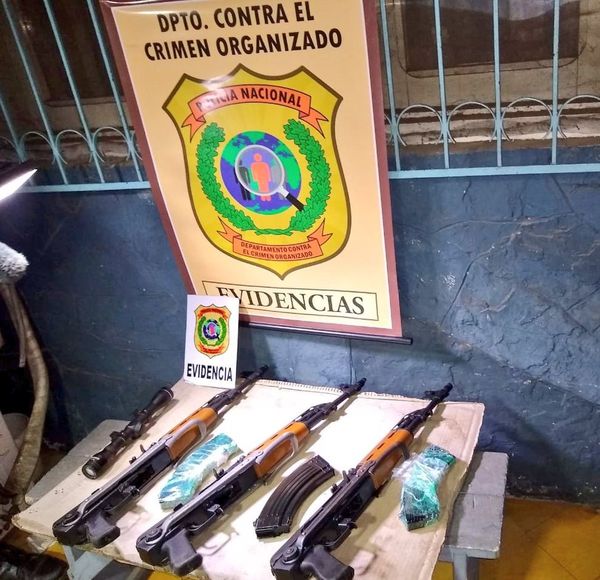 DPTO. CONTRA EL
CRIMEN ORGANIZADO
POLICIA NACIONAL
DEPARTAMENTO CONTRA
EL CRIMEN ORGANIZADO
EVIDENCIAS
EVIDENCIA